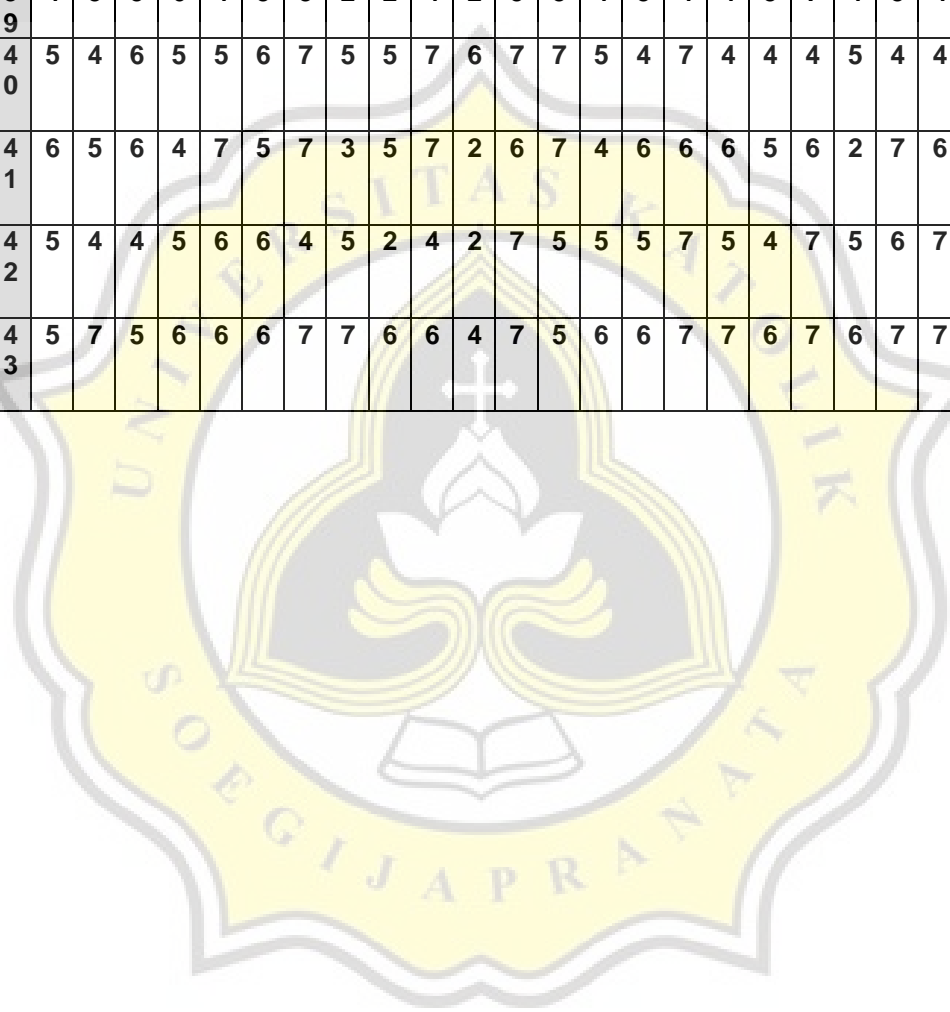 9
40 5 4 6 5 5 6 7 5 5 7 6 7 7 5 4 7 4 4 4 5 4 4
41 6 5 6 4 7 5 7 3 5 7 2 6 7 4 6 6 6 5 6 2 7 6
42 5 4 4 5 6 6 4 5 2 4 2 7 5 5 5 7 5 4 7 5 6 7
43 5 7 5 6 6 6 7 7 6 6 4 7 5 6 6 7 7 6 7 6 7 7
UNIVERSITAS KATOLIK
SOEGIJAPRANATA